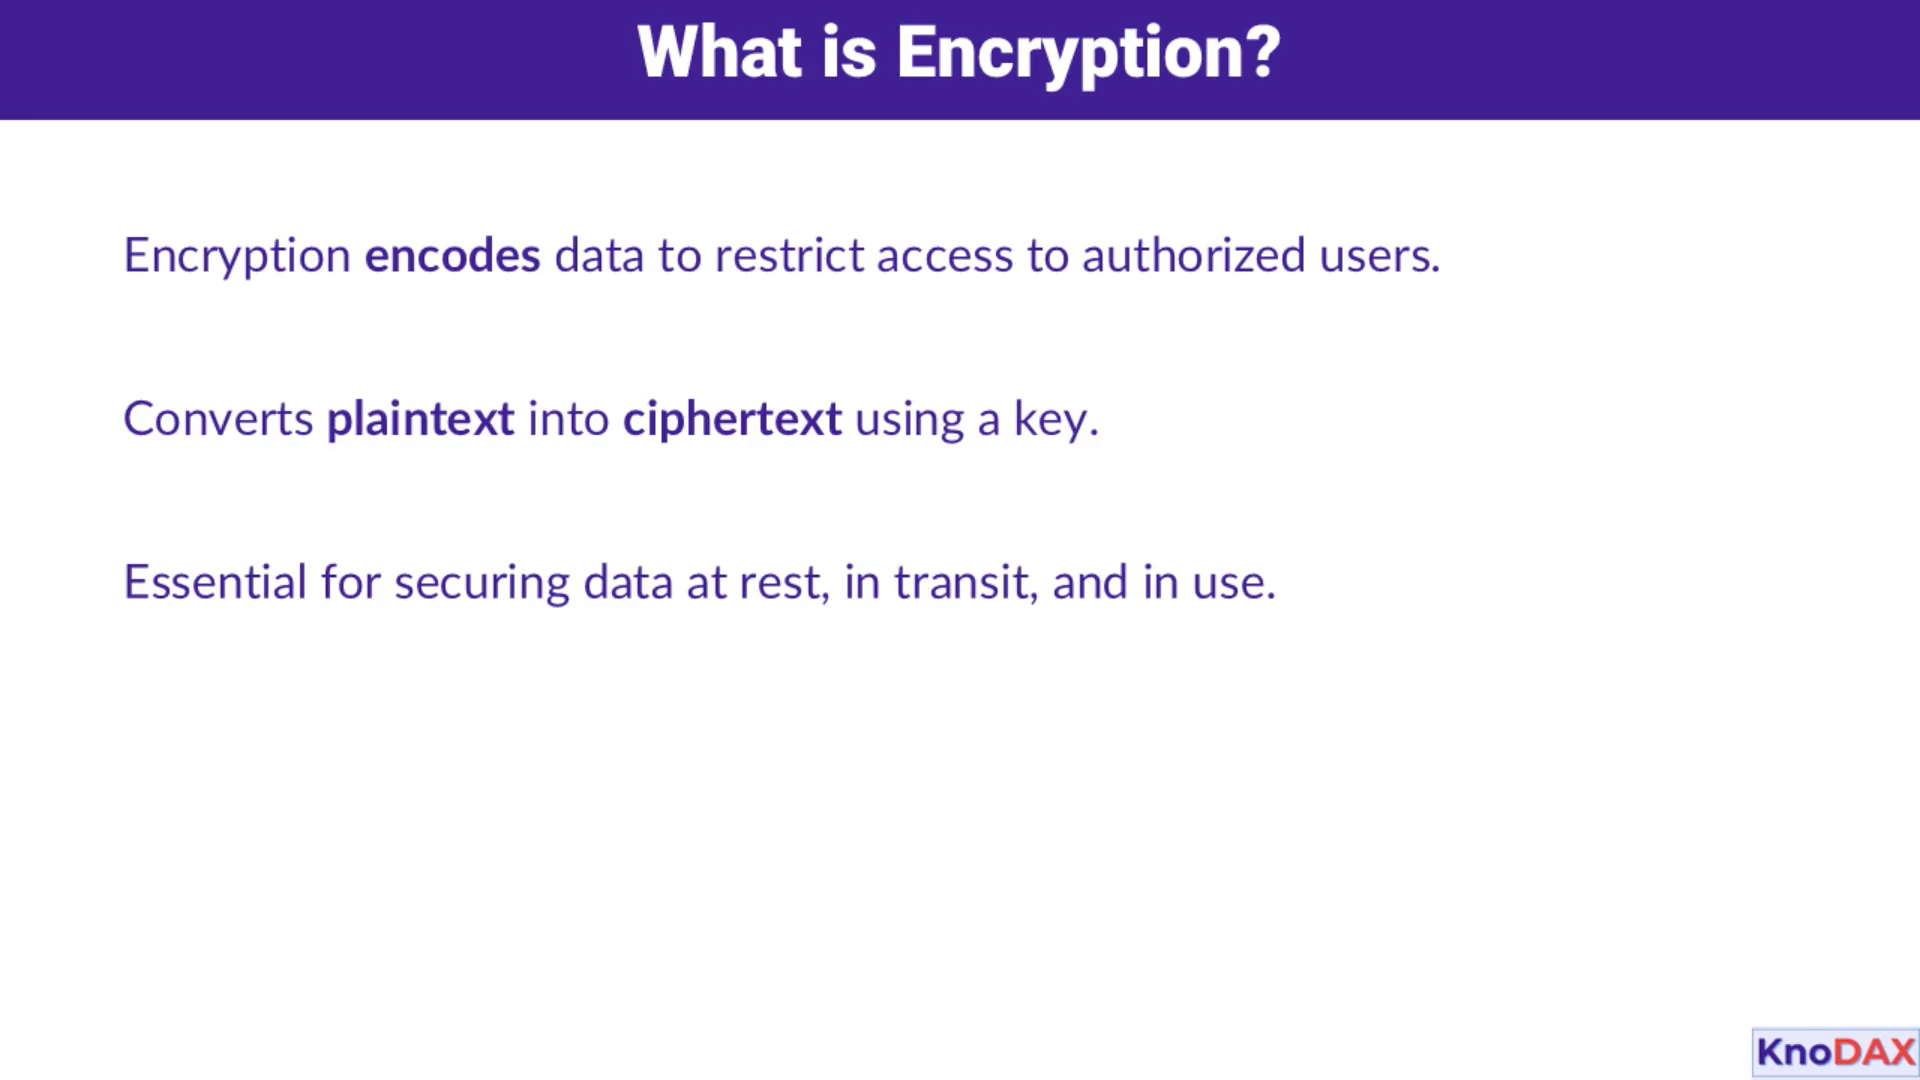 What is Encryption?
Encryption encodes data to restrict access to authorized users.
Converts plaintext into ciphertext using a key.
Essential for securing data at rest, in transit, and in use.
KnoDAX